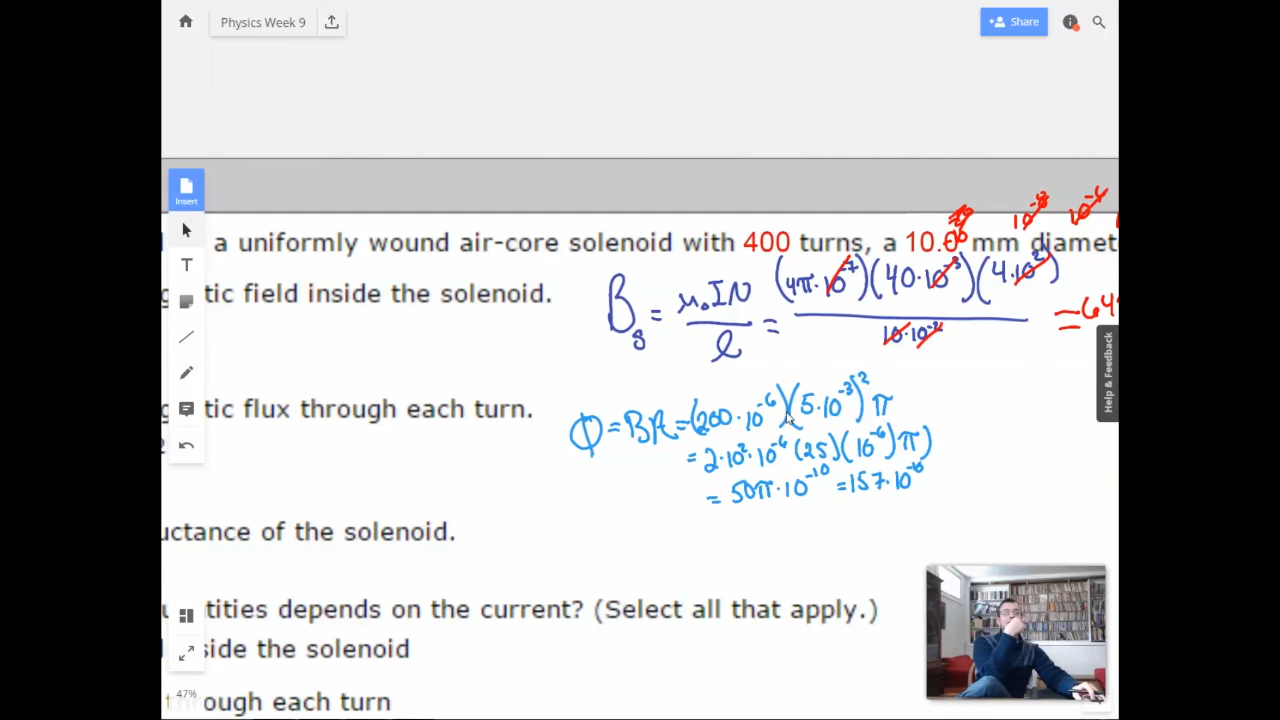 Physics Week 9
Share
Insert
a uniformly wound air-core solenoid with 400 turns, a 10.0 mm diamet
tic field inside the solenoid.
B_s = μ₀IN/l = (4π·10⁻⁷)(40·10⁻³)(4·10²)/10·10⁻²
tic flux through each turn.
Φ = BA = (200·10⁻⁶)(5·10⁻³)²π
= 2·10²·10⁻⁶(25)(10⁻⁶)π)
= 50π·10⁻¹⁰ = 157·10
uctance of the solenoid.
tities depends on the current? (Select all that apply.)
side the solenoid
through each turn
Help & Feedback
47%